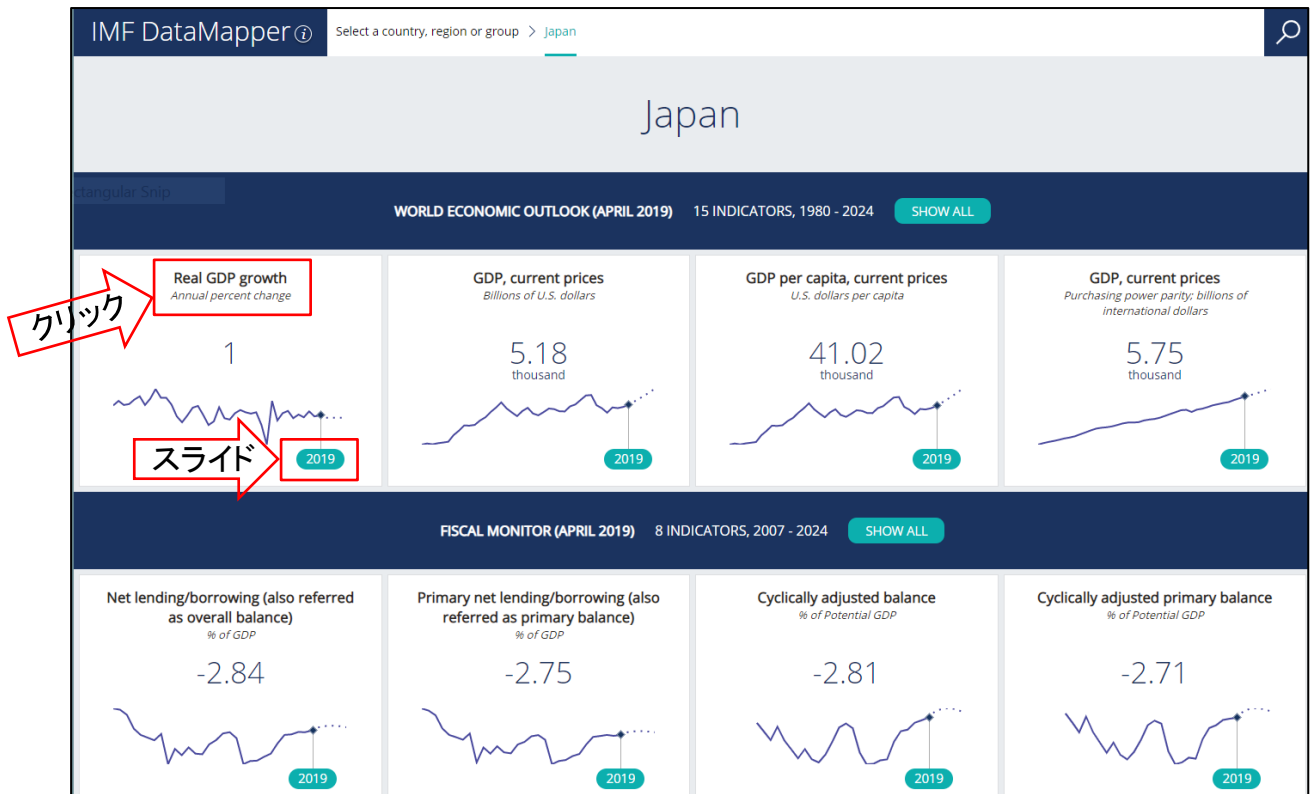 IMF DataMapper
Select a country, region or group > Japan
Japan
ctangular Snip
WORLD ECONOMIC OUTLOOK (APRIL 2019) 15 INDICATORS, 1980 - 2024 SHOW ALL
Real GDP growth
Annual percent change
1
2019
クリック
スライド
GDP, current prices
Billions of U.S. dollars
5.18
thousand
2019
GDP per capita, current prices
U.S. dollars per capita
41.02
thousand
2019
GDP, current prices
Purchasing power parity; billions of
international dollars
5.75
thousand
2019
FISCAL MONITOR (APRIL 2019) 8 INDICATORS, 2007 - 2024 SHOW ALL
Net lending/borrowing (also referred
as overall balance)
% of GDP
-2.84
2019
Primary net lending/borrowing (also
referred as primary balance)
% of GDP
-2.75
2019
Cyclically adjusted balance
% of Potential GDP
-2.81
2019
Cyclically adjusted primary balance
% of Potential GDP
-2.71
2019